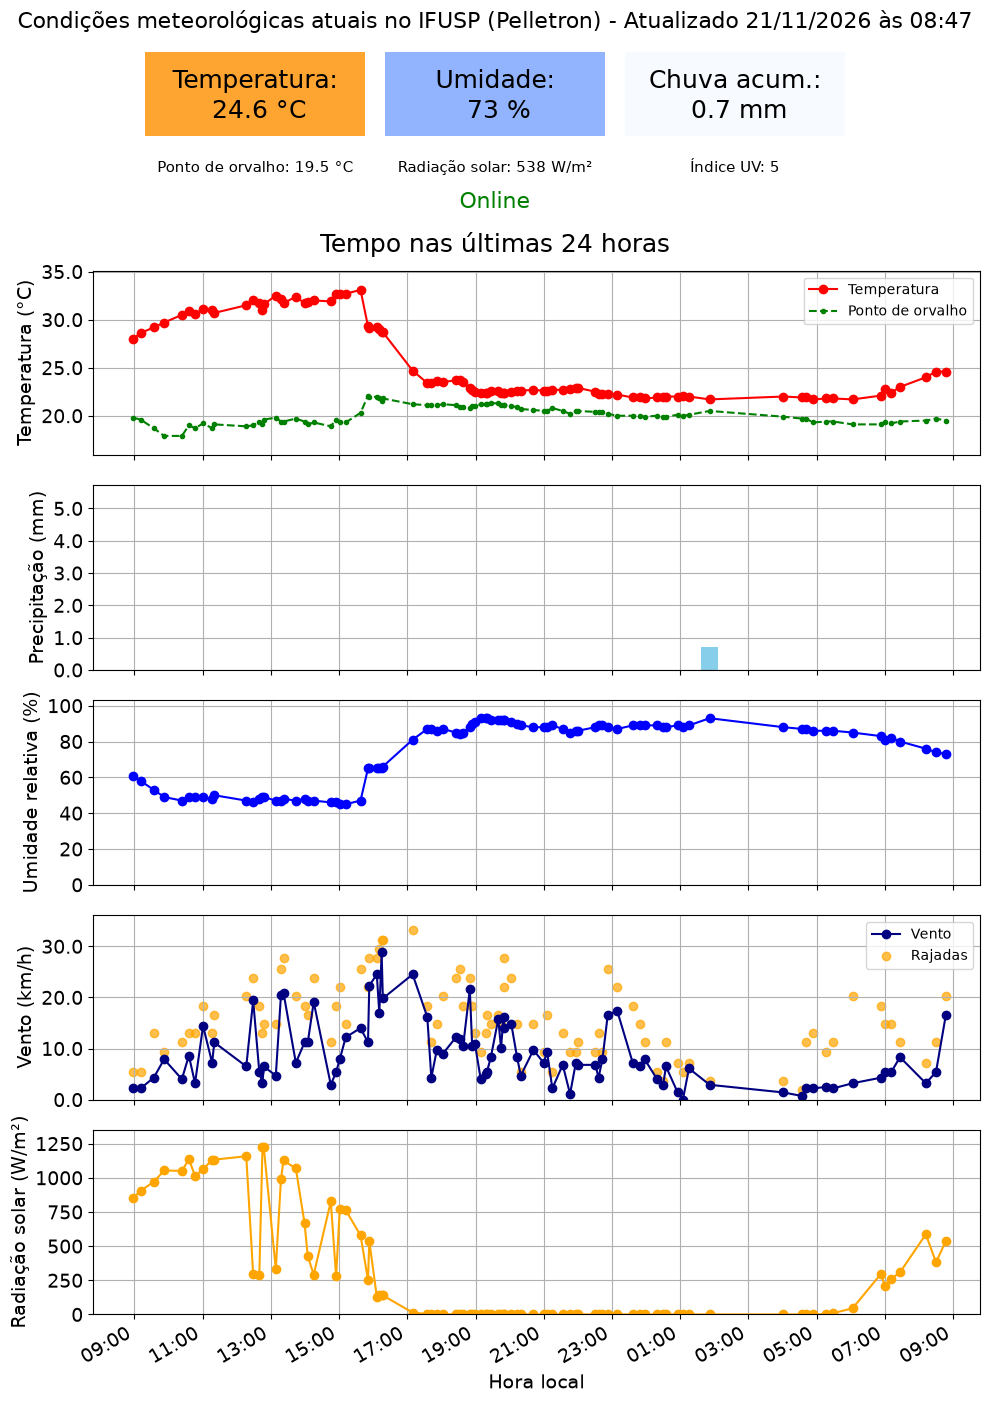 Condições meteorológicas atuais no IFUSP (Pelletron) - Atualizado 21/11/2026 às 08:47
Temperatura:
24.6 °C
Umidade:
73 %
Chuva acum.:
0.7 mm
Ponto de orvalho: 19.5 °C
Radiação solar: 538 W/m²
Índice UV: 5
Online
Tempo nas últimas 24 horas
Temperatura (°C)
35.0
30.0
25.0
20.0
Temperatura
Ponto de orvalho
Precipitação (mm)
5.0
4.0
3.0
2.0
1.0
0.0
Umidade relativa (%)
100
80
60
40
20
0
Vento (km/h)
30.0
20.0
10.0
0.0
Vento
Rajadas
Radiação solar (W/m²)
1250
1000
750
500
250
0
09:00
11:00
13:00
15:00
17:00
19:00
21:00
23:00
01:00
03:00
05:00
07:00
09:00
Hora local